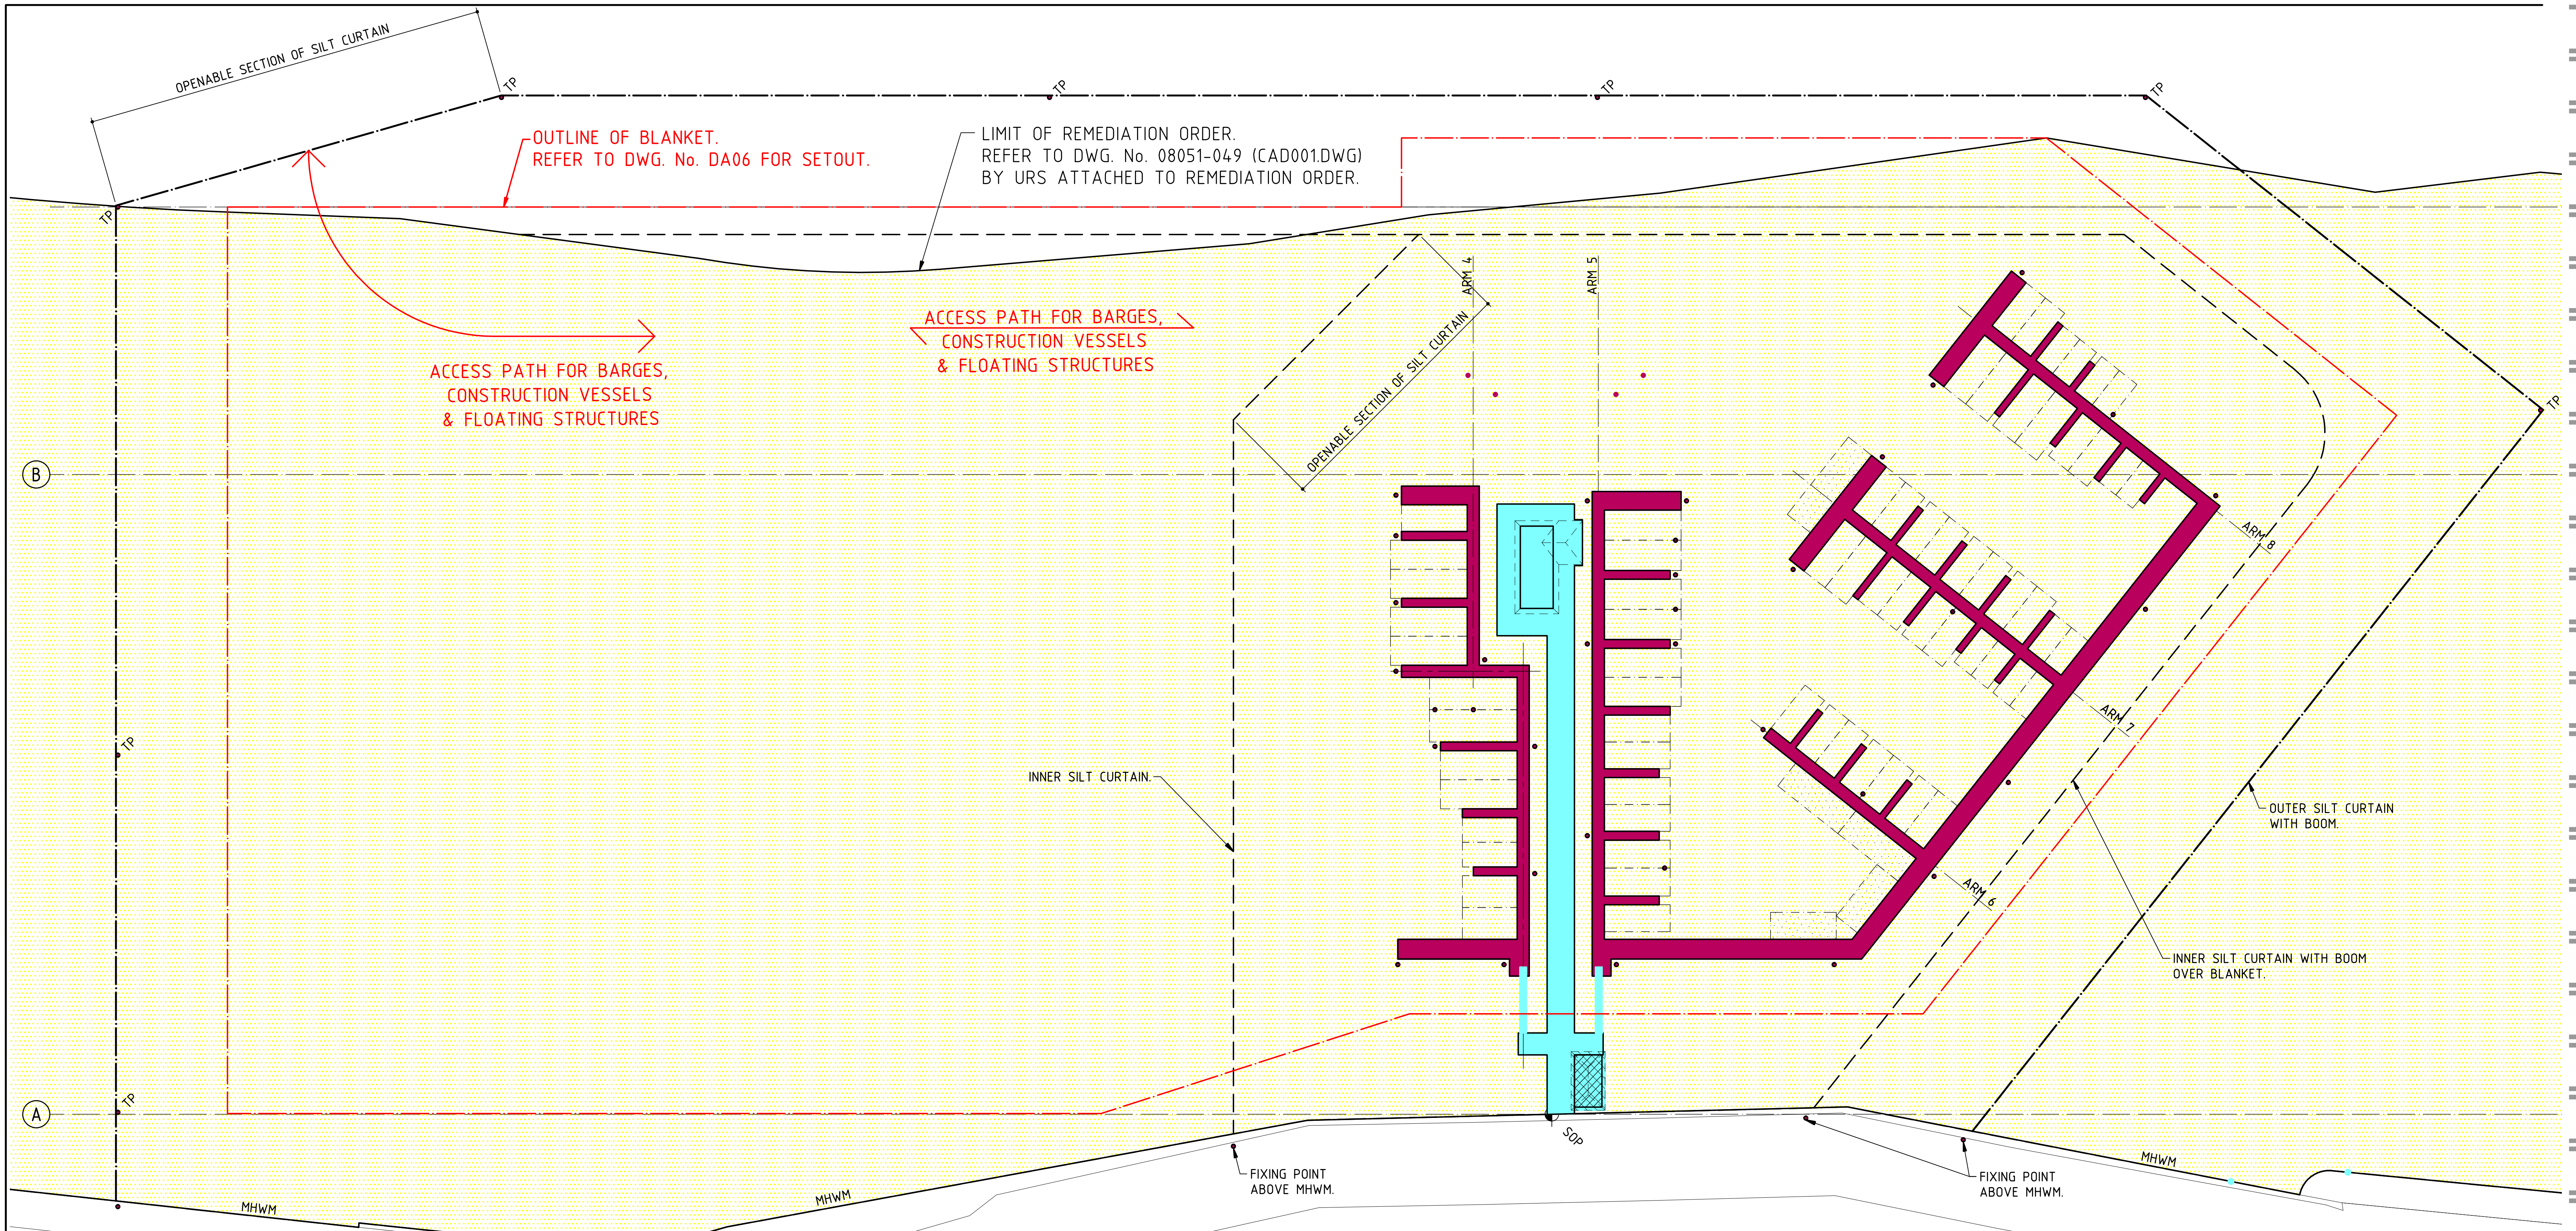 OPENABLE SECTION OF SILT CURTAIN
TP
TP
TP
TP
OUTLINE OF BLANKET.
REFER TO DWG. No. DA06 FOR SETOUT.
LIMIT OF REMEDIATION ORDER.
REFER TO DWG. No. 08051-049 (CAD001.DWG)
BY URS ATTACHED TO REMEDIATION ORDER.
TP
ARM 4
ARM 5
ACCESS PATH FOR BARGES,
CONSTRUCTION VESSELS
& FLOATING STRUCTURES
ACCESS PATH FOR BARGES,
CONSTRUCTION VESSELS
& FLOATING STRUCTURES
OPENABLE SECTION OF SILT CURTAIN
TP
B
ARM 8
ARM 7
TP
INNER SILT CURTAIN.
OUTER SILT CURTAIN
WITH BOOM.
ARM 6
INNER SILT CURTAIN WITH BOOM
OVER BLANKET.
TP
A
SOP
FIXING POINT
ABOVE MHWM.
FIXING POINT
ABOVE MHWM.
MHWM
MHWM
MHWM